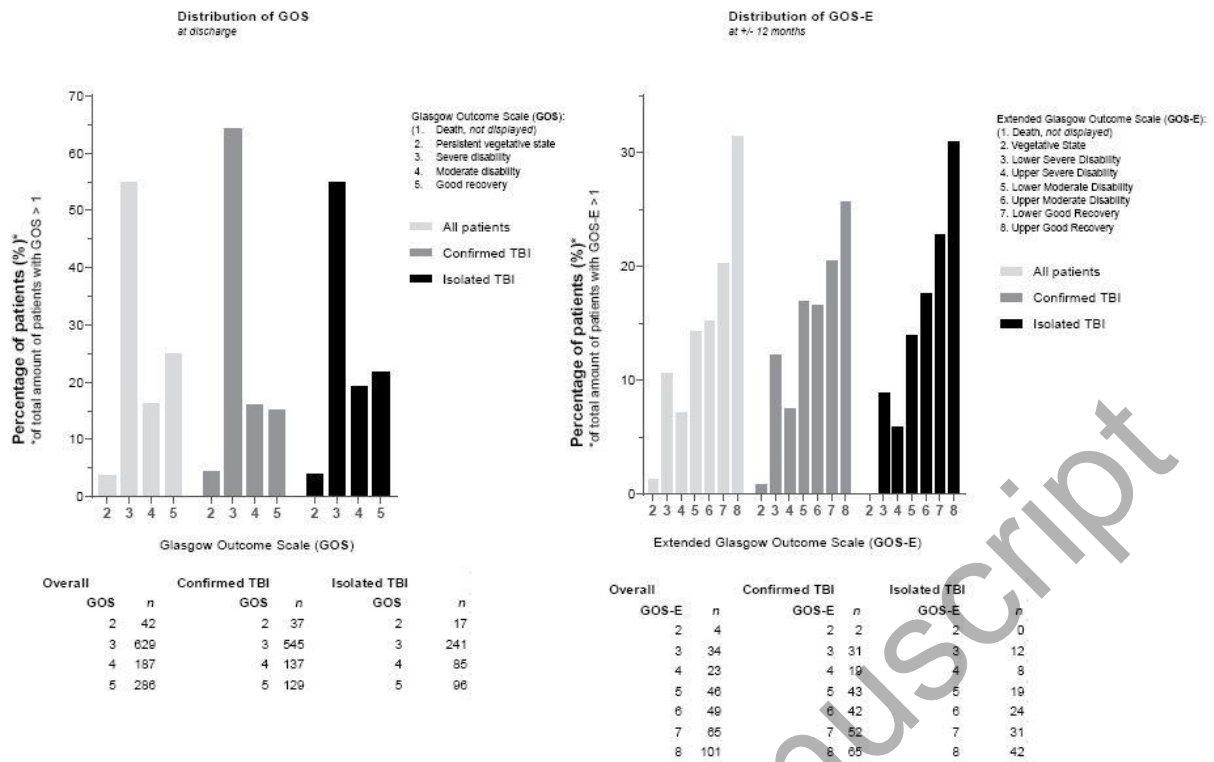 Distribution of GOS
at discharge
70
60
50
40
30
20
10
0
Percentage of patients (%)*
*of total amount of patients with GOS > 1
2 3 4 5 2 3 4 5 2 3 4 5
Glasgow Outcome Scale (GOS)
Glasgow Outcome Scale (GOS):
(1. Death, not displayed)
2. Persistent vegetative state
3. Severe disability
4. Moderate disability
5. Good recovery
All patients
Confirmed TBI
Isolated TBI
Overall Confirmed TBI Isolated TBI
GOS n GOS n GOS n
2 42 2 37 2 17
3 629 3 545 3 241
4 187 4 137 4 85
5 286 5 129 5 96
Distribution of GOS-E
at +/- 12 months
30
20
10
0
Percentage of patients (%)*
*of total amount of patients with GOS-E > 1
2 3 4 5 6 7 8 2 3 4 5 6 7 8 2 3 4 5 6 7 8
Extended Glasgow Outcome Scale (GOS-E)
Extended Glasgow Outcome Scale (GOS-E):
(1. Death, not displayed)
2. Vegetative State
3. Lower Severe Disability
4. Upper Severe Disability
5. Lower Moderate Disability
6. Upper Moderate Disability
7. Lower Good Recovery
8. Upper Good Recovery
All patients
Confirmed TBI
Isolated TBI
Overall Confirmed TBI Isolated TBI
GOS-E n GOS-E n GOS-E n
2 4 2 2 2 0
3 34 3 31 3 12
4 23 4 19 4 8
5 46 5 43 5 19
6 49 6 42 6 24
7 65 7 52 7 31
8 101 8 65 8 42
uscript